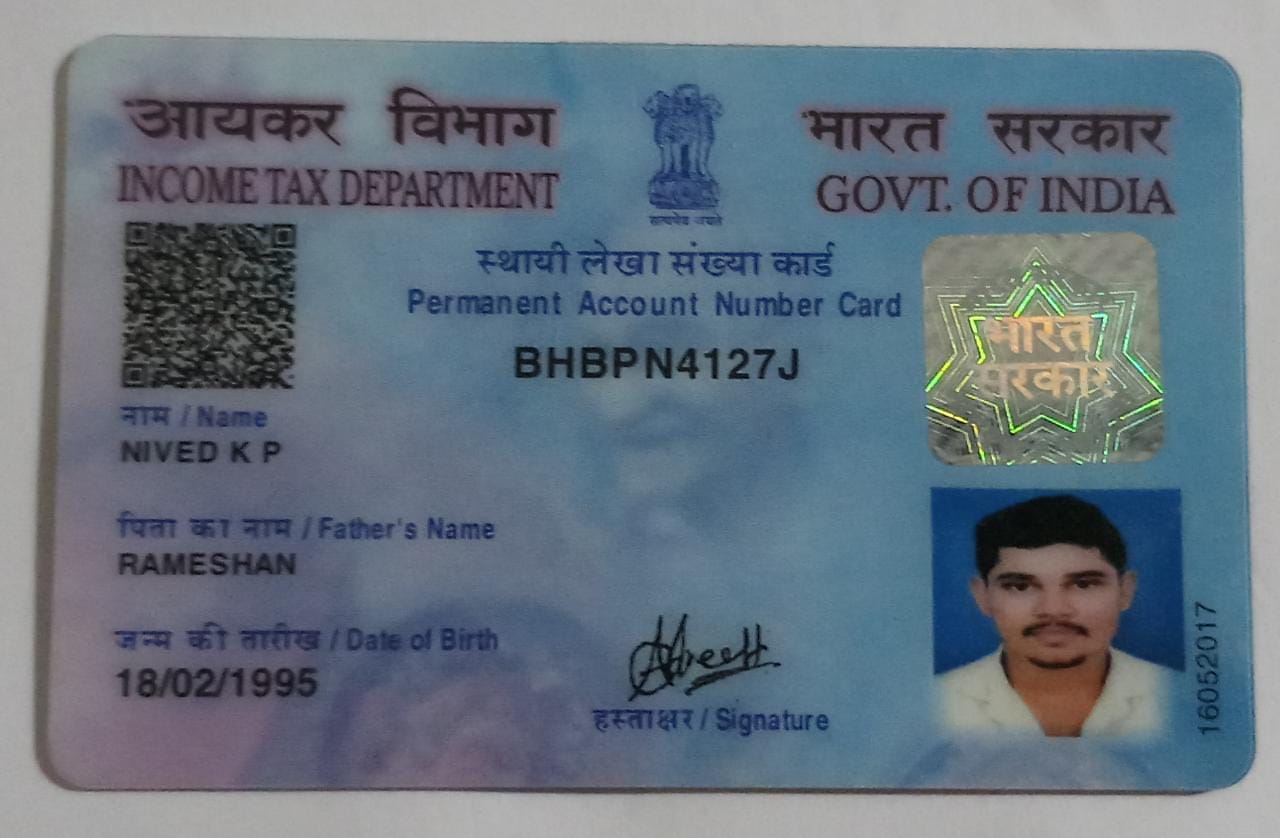 आयकर विभाग
INCOME TAX DEPARTMENT
सत्यमेव जयते
भारत सरकार
GOVT. OF INDIA
स्थायी लेखा संख्या कार्ड
Permanent Account Number Card
BHBPN4127J
भारत
सरकार
नाम / Name
NIVED K P
पिता का नाम / Father's Name
RAMESHAN
जन्म की तारीख / Date of Birth
18/02/1995
हस्ताक्षर / Signature
16052017